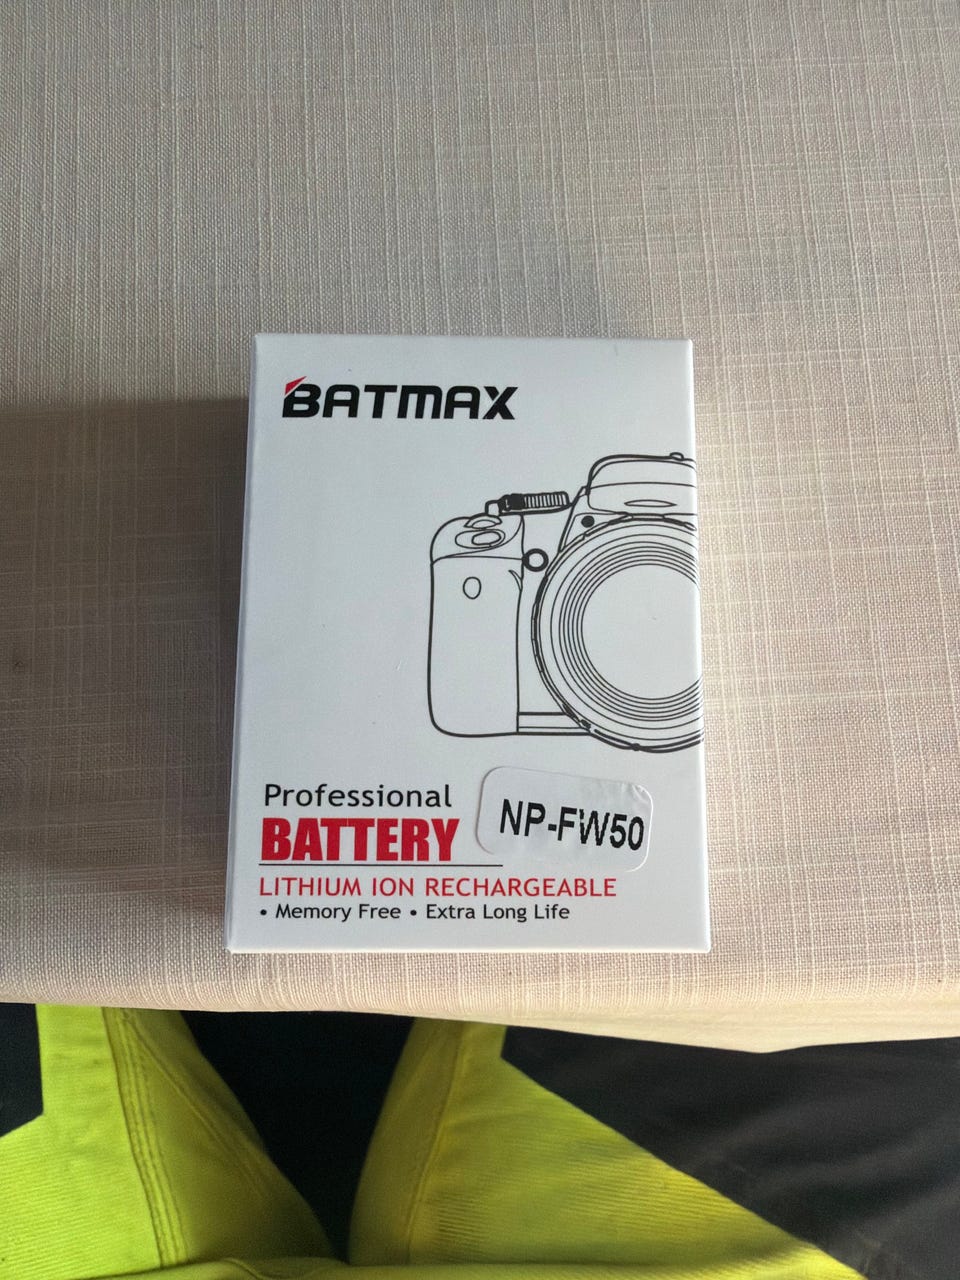 BATMAX
Professional
NP-FW50
BATTERY
LITHIUM ION RECHARGEABLE
• Memory Free • Extra Long Life